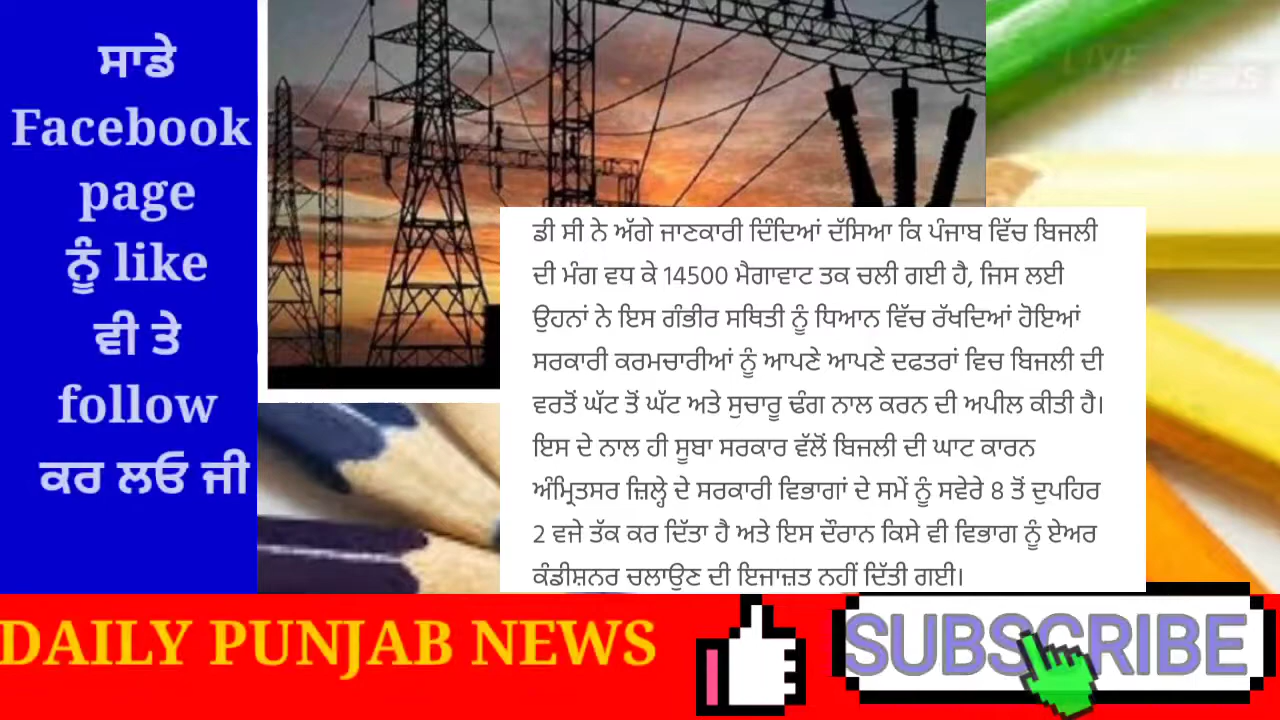 ਸਾਡੇ
Facebook
page
ਨੂੰ like
ਵੀ ਤੇ
follow
ਕਰ ਲਓ ਜੀ
LIVE
NEWS
ਡੀ ਸੀ ਨੇ ਅੱਗੇ ਜਾਣਕਾਰੀ ਦਿੰਦਿਆਂ ਦੱਸਿਆ ਕਿ ਪੰਜਾਬ ਵਿੱਚ ਬਿਜਲੀ
ਦੀ ਮੰਗ ਵਧ ਕੇ 14500 ਮੈਗਾਵਾਟ ਤਕ ਚਲੀ ਗਈ ਹੈ, ਜਿਸ ਲਈ
ਉਹਨਾਂ ਨੇ ਇਸ ਗੰਭੀਰ ਸਥਿਤੀ ਨੂੰ ਧਿਆਨ ਵਿੱਚ ਰੱਖਦਿਆਂ ਹੋਇਆਂ
ਸਰਕਾਰੀ ਕਰਮਚਾਰੀਆਂ ਨੂੰ ਆਪਣੇ ਆਪਣੇ ਦਫਤਰਾਂ ਵਿਚ ਬਿਜਲੀ ਦੀ
ਵਰਤੋਂ ਘੱਟ ਤੋਂ ਘੱਟ ਅਤੇ ਸੁਚਾਰੂ ਢੰਗ ਨਾਲ ਕਰਨ ਦੀ ਅਪੀਲ ਕੀਤੀ ਹੈ।
ਇਸ ਦੇ ਨਾਲ ਹੀ ਸੂਬਾ ਸਰਕਾਰ ਵੱਲੋਂ ਬਿਜਲੀ ਦੀ ਘਾਟ ਕਾਰਨ
ਅੰਮ੍ਰਿਤਸਰ ਜ਼ਿਲ੍ਹੇ ਦੇ ਸਰਕਾਰੀ ਵਿਭਾਗਾਂ ਦੇ ਸਮੇਂ ਨੂੰ ਸਵੇਰੇ 8 ਤੋਂ ਦੁਪਹਿਰ
2 ਵਜੇ ਤੱਕ ਕਰ ਦਿੱਤਾ ਹੈ ਅਤੇ ਇਸ ਦੌਰਾਨ ਕਿਸੇ ਵੀ ਵਿਭਾਗ ਨੂੰ ਏਅਰ
ਕੰਡੀਸ਼ਨਰ ਚਲਾਉਣ ਦੀ ਇਜਾਜ਼ਤ ਨਹੀਂ ਦਿੱਤੀ ਗਈ।
DAILY PUNJAB NEWS
SUBSCRIBE